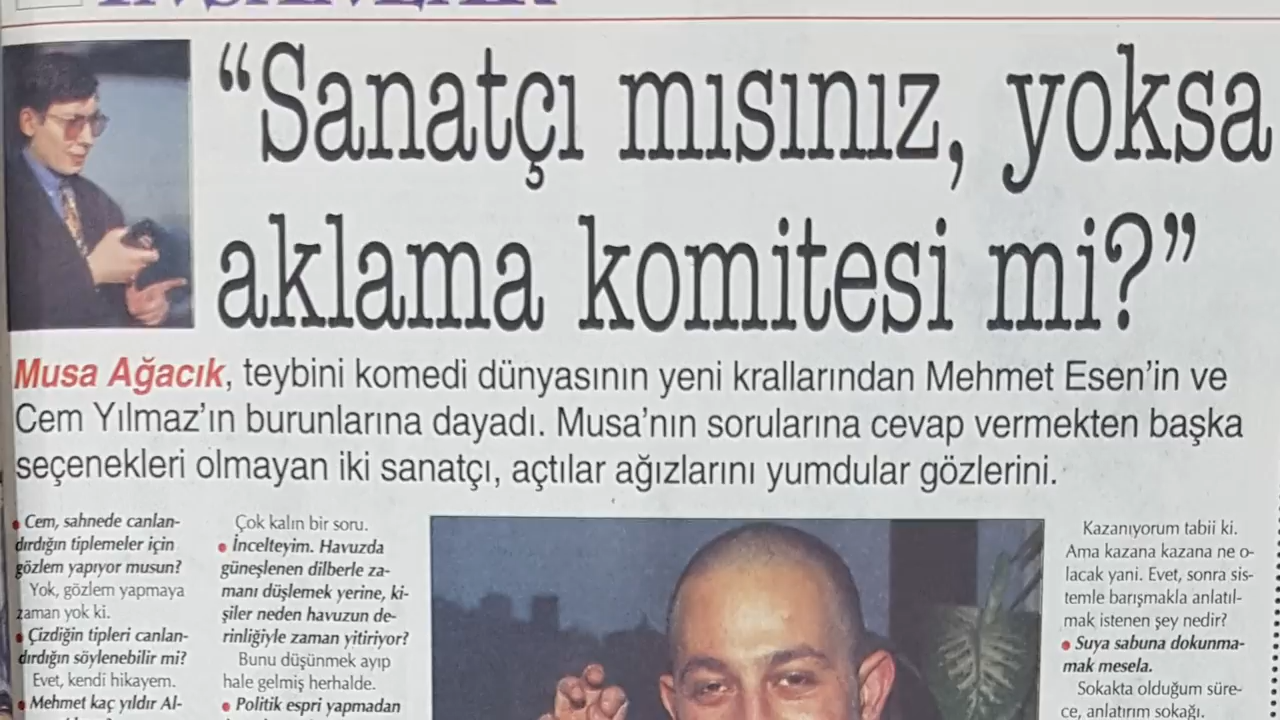 İNSANLAR
“Sanatçı mısınız, yoksa
aklama komitesi mi?”
Musa Ağacık, teybini komedi dünyasının yeni krallarından Mehmet Esen’in ve
Cem Yılmaz’ın burunlarına dayadı. Musa’nın sorularına cevap vermekten başka
seçenekleri olmayan iki sanatçı, açtılar ağızlarını yumdular gözlerini.
• Cem, sahnede canlan-
dırdığın tiplemeler için
gözlem yapıyor musun?
Yok, gözlem yapmaya
zaman yok ki.
• Çizdiğin tipleri canlan-
dırdığın söylenebilir mi?
Evet, kendi hikayem.
• Mehmet kaç yıldır Al-
Çok kalın bir soru.
• İncelteyim. Havuzda
güneşlenen dilberle za-
manı düşlemek yerine, ki-
şiler neden havuzun de-
rinliğiyle zaman yitiriyor?
Bunu düşünmek ayıp
hale gelmiş herhalde.
• Politik espri yapmadan
Kazanıyorum tabii ki.
Ama kazana kazana ne o-
lacak yani. Evet, sonra sis-
temle barışmakla anlatıl-
mak istenen şey nedir?
• Suya sabuna dokunma-
mak mesela.
Sokakta olduğum süre-
ce, anlatırım sokağı.